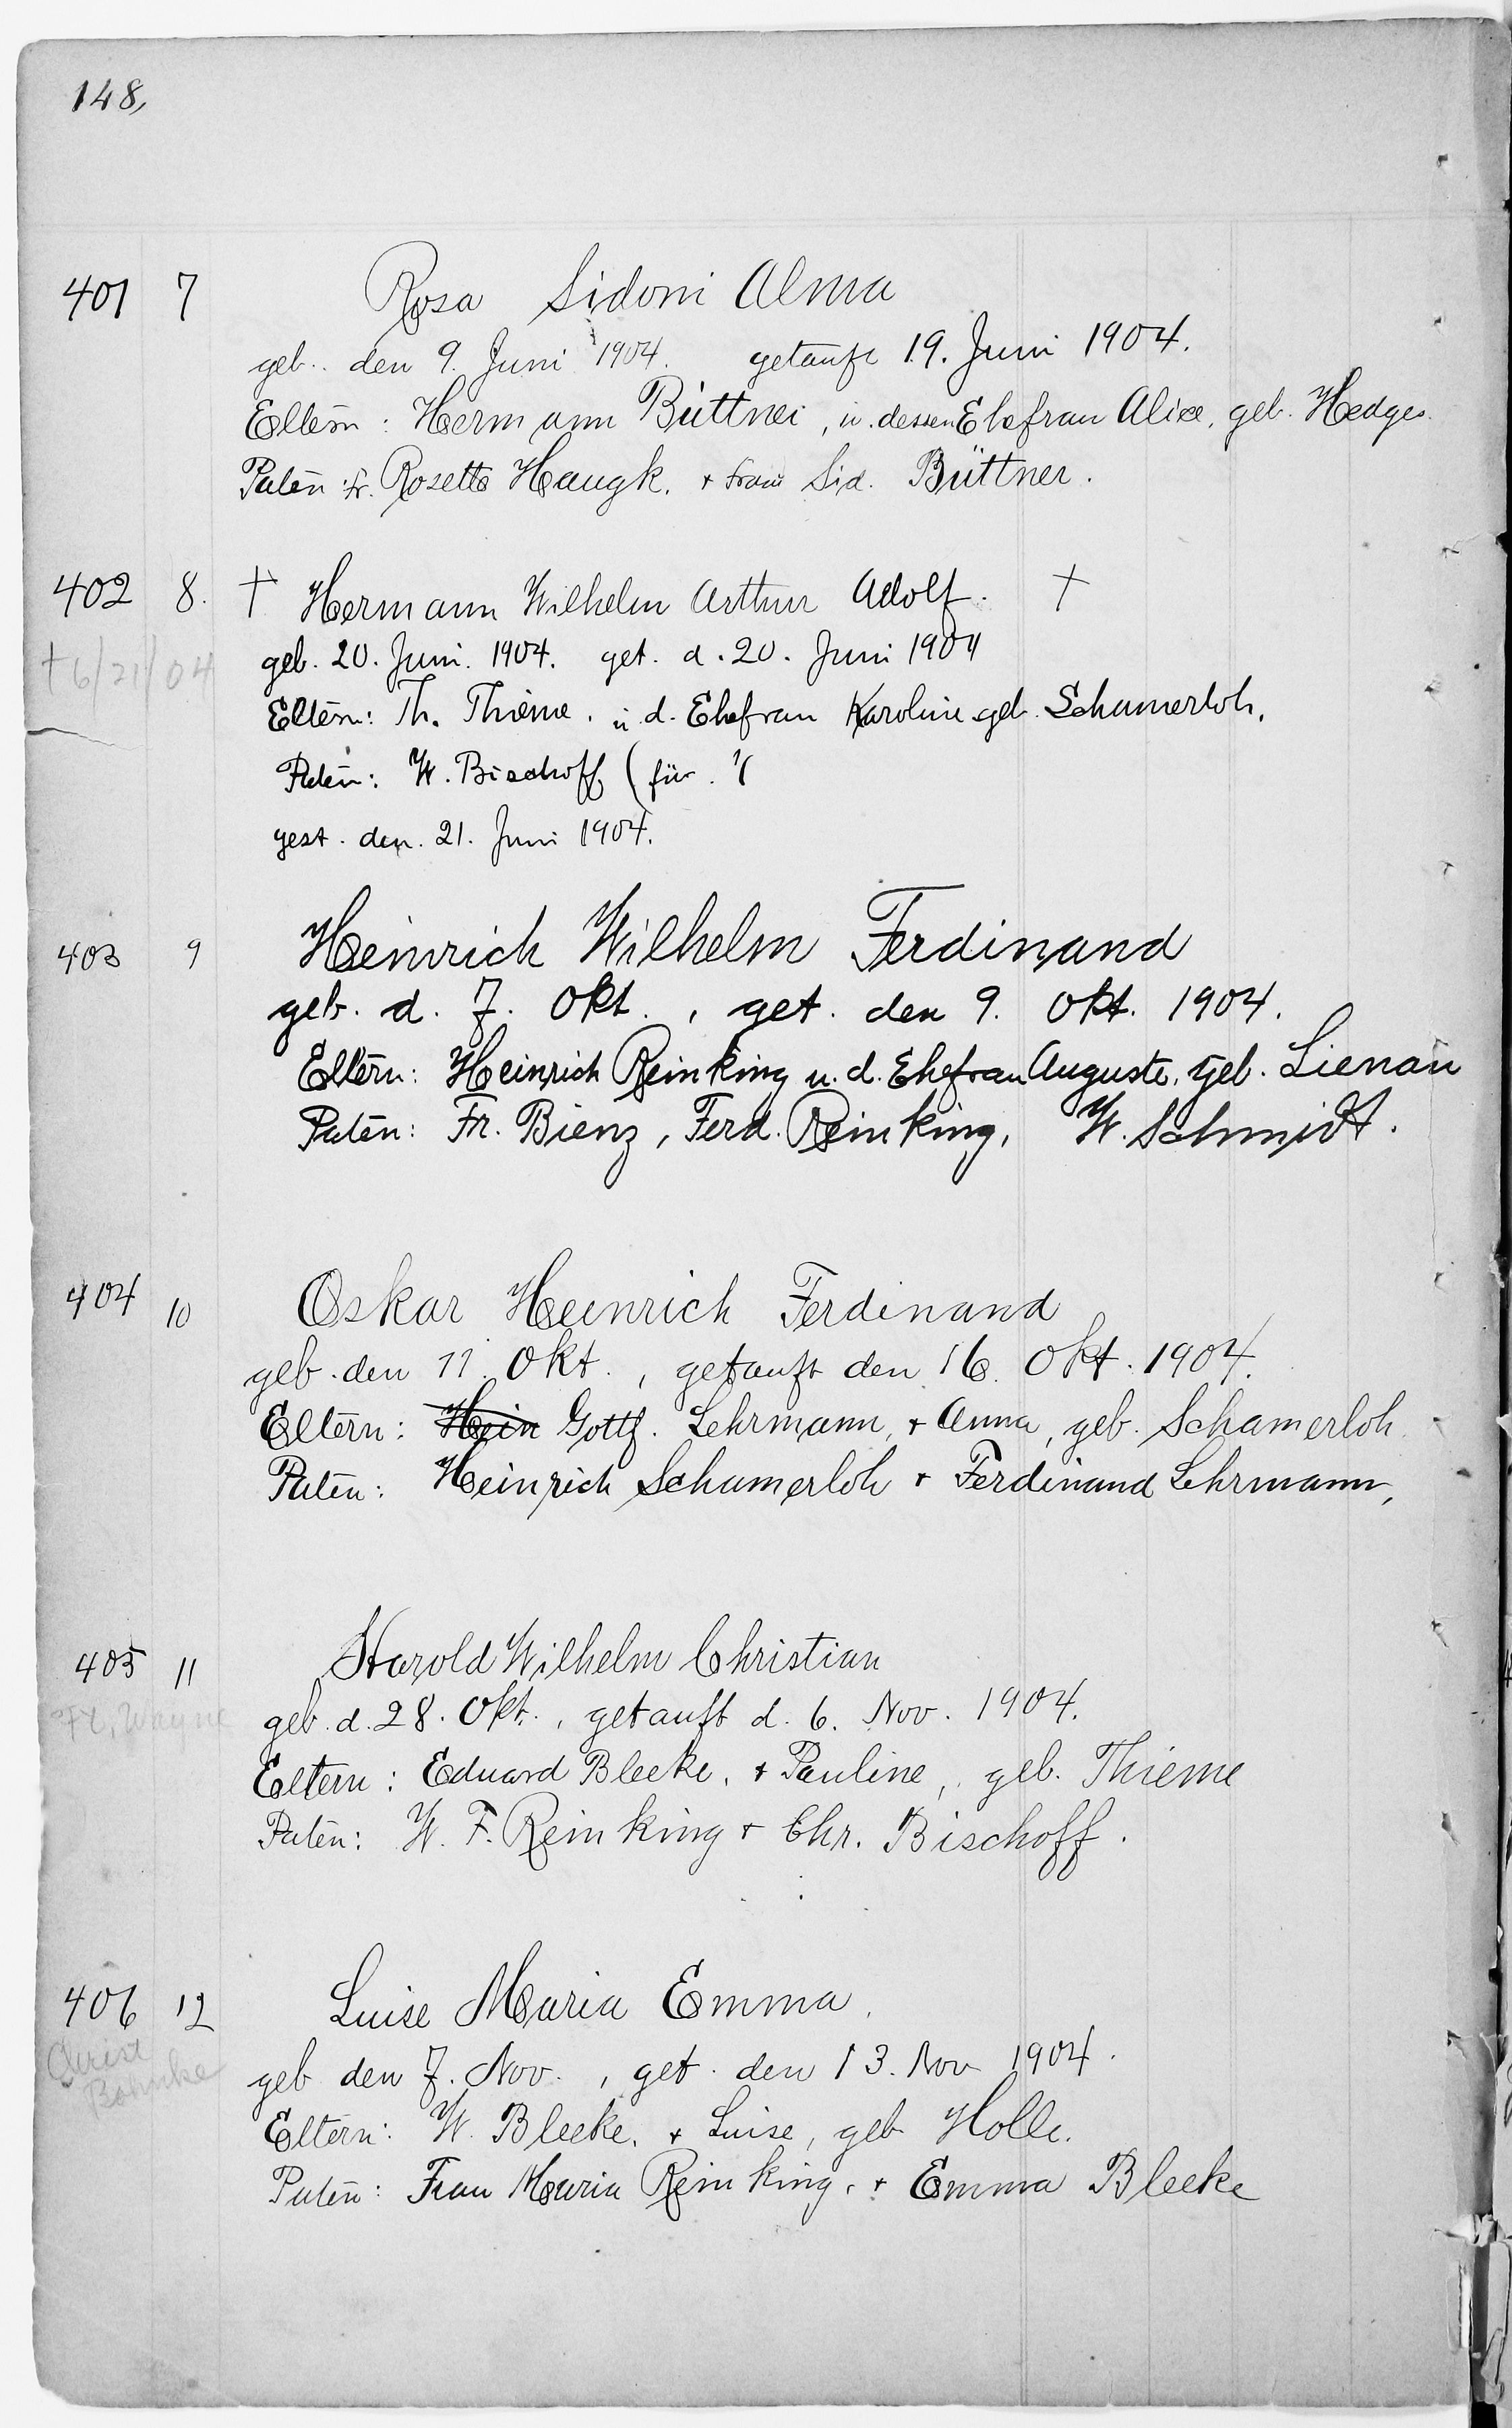 148,
401 7 Rosa Sidoni Alma
geb. den 9. Juni 1904. getauft 19. Juni 1904.
Eltern: Hermann Büttner, u. dessen Ehefrau Alice, geb. Hedges.
Paten: Fr. Rosette Haugk. + Frau Sid. Büttner.
402 8. † Hermann Wilhelm Arthur Adolf. †
†6/21/04 geb. 20. Juni. 1904. get. d. 20. Juni 1904
Eltern: Th. Thieme. u. d. Ehefrau Karoline geb. Schamerloh.
Paten: W. Bischoff (für
gest. den. 21. Juni 1904.
403 9 Heinrich Wilhelm Ferdinand
geb. d. 7. Okt., get. den 9. Okt. 1904.
Eltern: Heinrich Reinking u. d. Ehefrau Auguste, geb. Lienau
Paten: Fr. Bienz, Ferd. Reinking, W. Schmidt.
404 10 Oskar Heinrich Ferdinand
geb. den 11. Okt., getauft den 16. Okt. 1904.
Eltern: Hein Gottf. Lehrmann, + Anna, geb. Schamerloh
Paten: Heinrich Schamerloh + Ferdinand Lehrmann,
405 11 Harold Wilhelm Christian
Ft. Wayne geb. d. 28. Okt., getauft d. 6. Nov. 1904.
Eltern: Eduard Bleeke, + Pauline, geb. Thieme
Paten: W. F. Reinking + Chr. Bischoff.
406 12 Luise Maria Emma.
Christ geb den 7. Nov., get. den 13. Nov 1904.
Bohnke
Eltern: W. Bleeke, + Luise, geb Holle.
Paten: Frau Maria Reinking, + Emma Bleeke